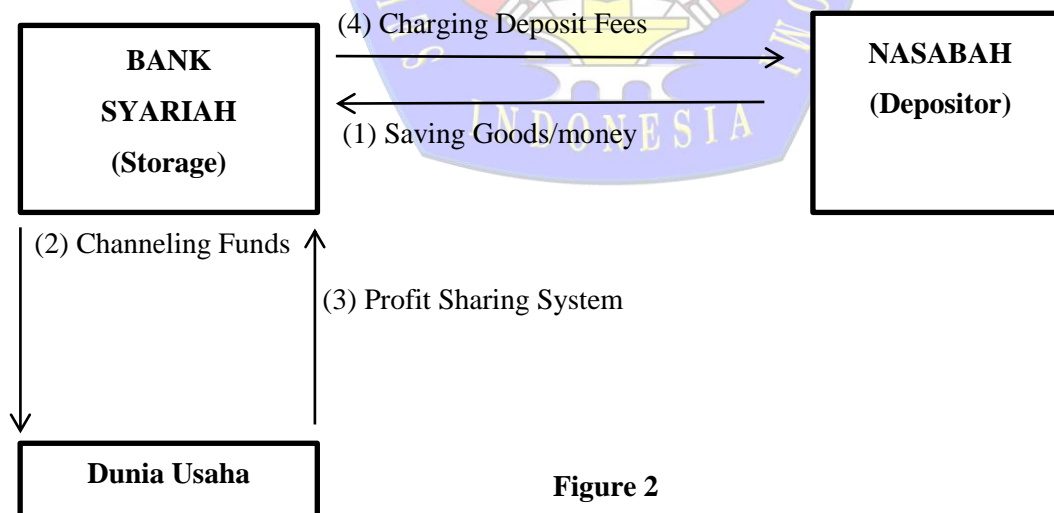 (4) Charging Deposit Fees
BANK
SYARIAH
(Storage)
NASABAH
(Depositor)
(1) Saving Goods/money
INDONESIA
(2) Channeling Funds
(3) Profit Sharing System
Dunia Usaha
Figure 2